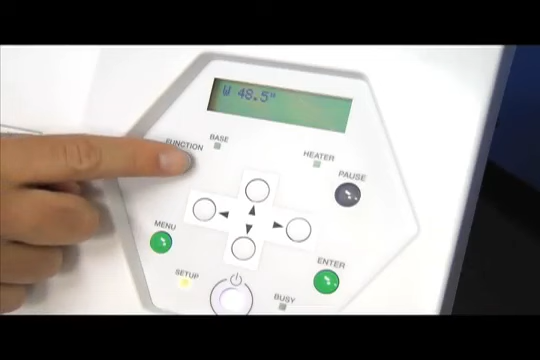 W 48.5"
FUNCTION
BASE
HEATER
PAUSE
MENU
ENTER
SETUP
BUSY